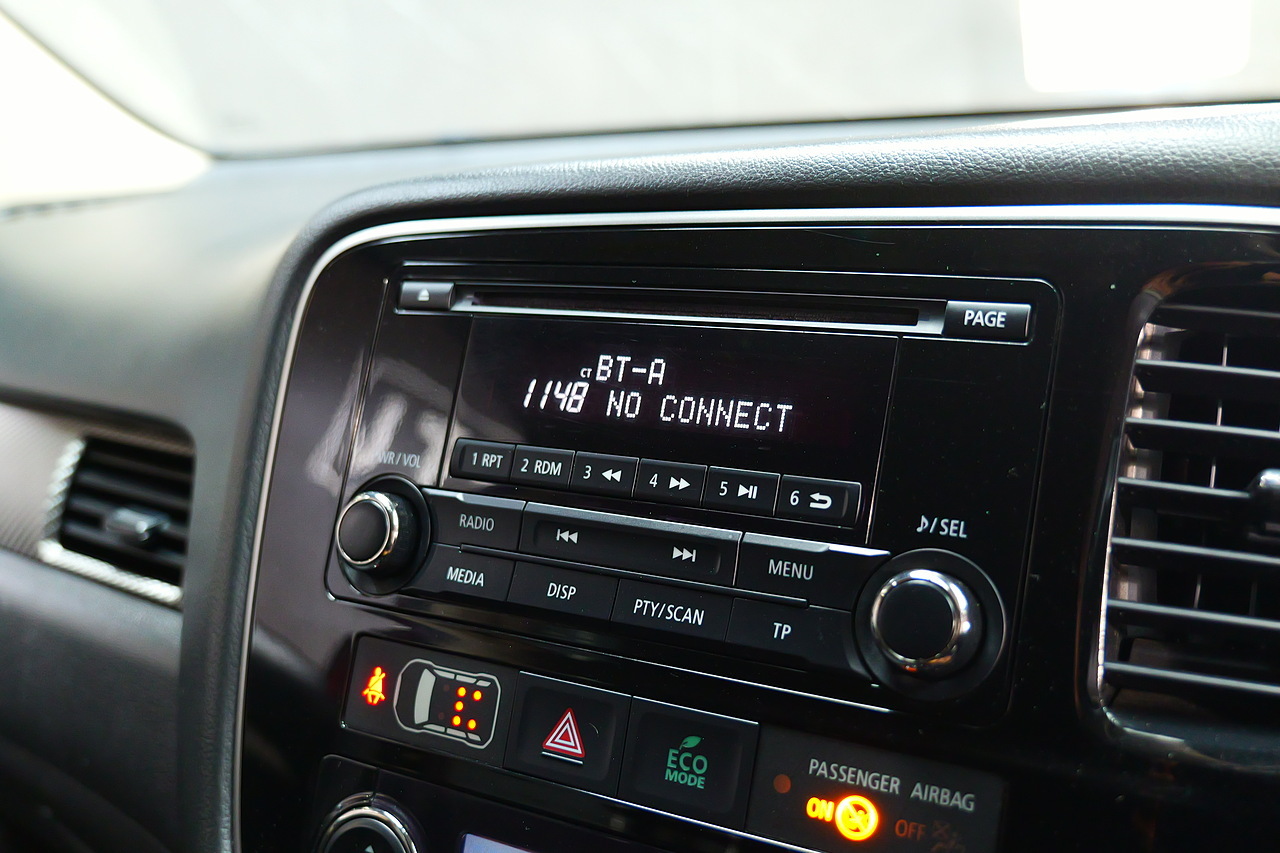 PAGE
CT BT-A
1148 NO CONNECT
1 RPT 2 RDM 3 4 5 6
PWR/VOL
RADIO
MENU
♪/SEL
MEDIA DISP PTY/SCAN TP
ECO
MODE
PASSENGER AIRBAG
ON OFF